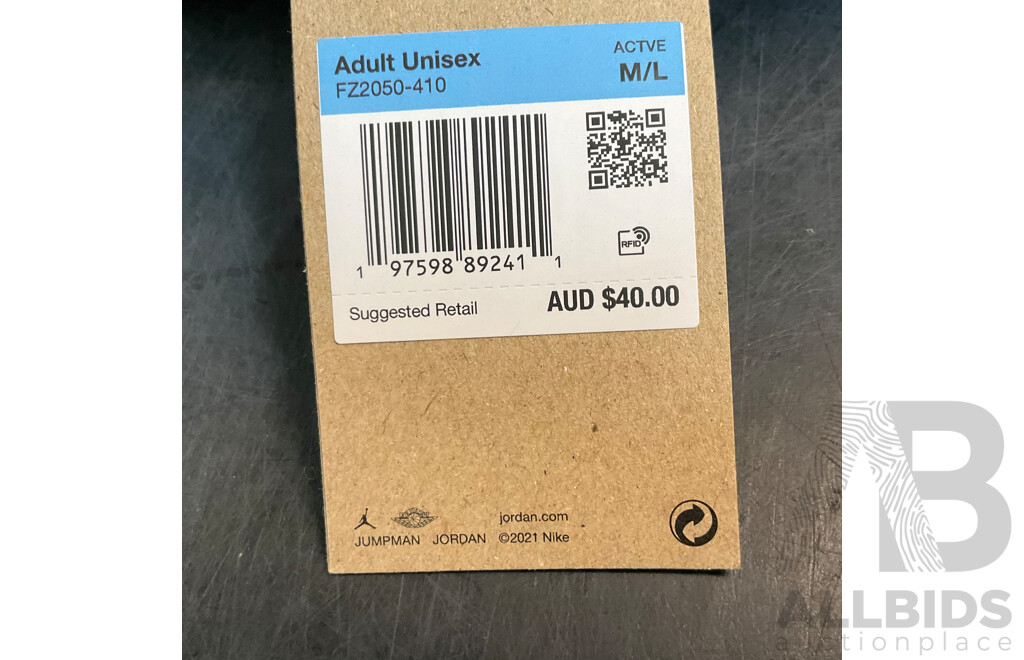 Adult Unisex
FZ2050-410
ACTVE
M/L
RFID
1 97598 89241 1
Suggested Retail AUD $40.00
jordan.com
JUMPMAN JORDAN ©2021 Nike
AB
ALLBIDS
auctionplace